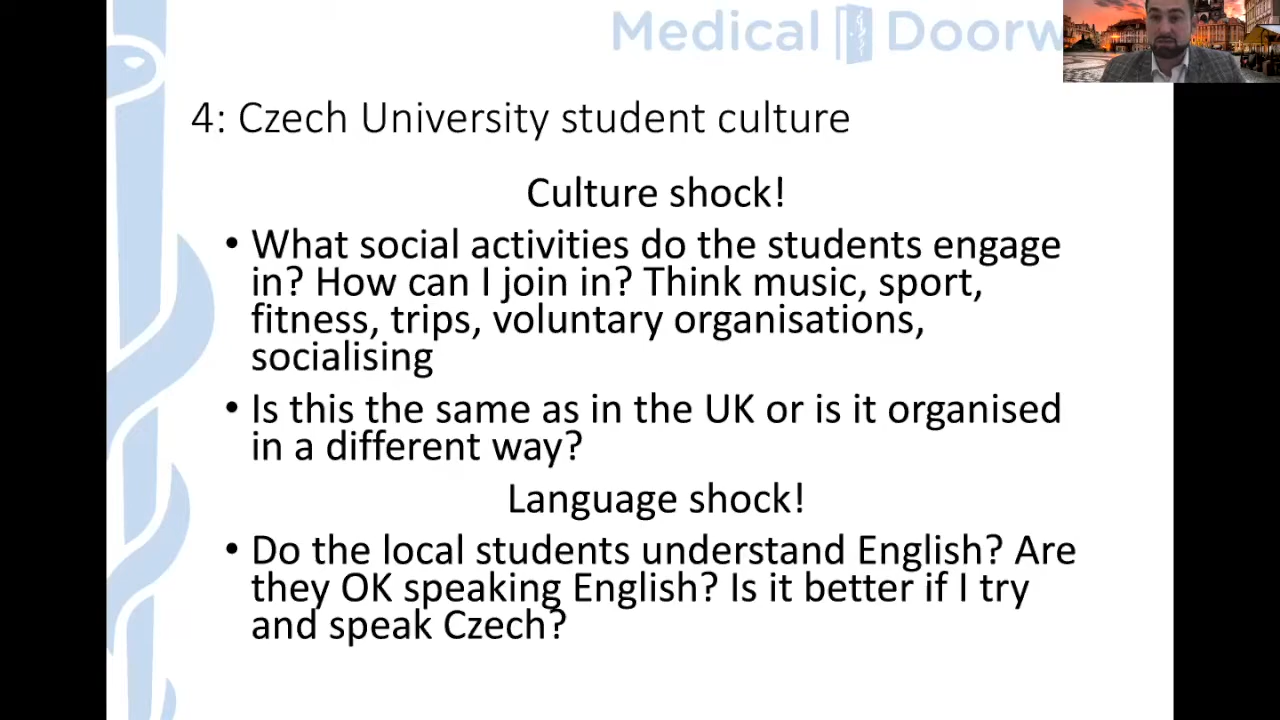 Medical Doorw
4: Czech University student culture
Culture shock!
• What social activities do the students engage
in? How can I join in? Think music, sport,
fitness, trips, voluntary organisations,
socialising
• Is this the same as in the UK or is it organised
in a different way?
Language shock!
• Do the local students understand English? Are
they OK speaking English? Is it better if I try
and speak Czech?